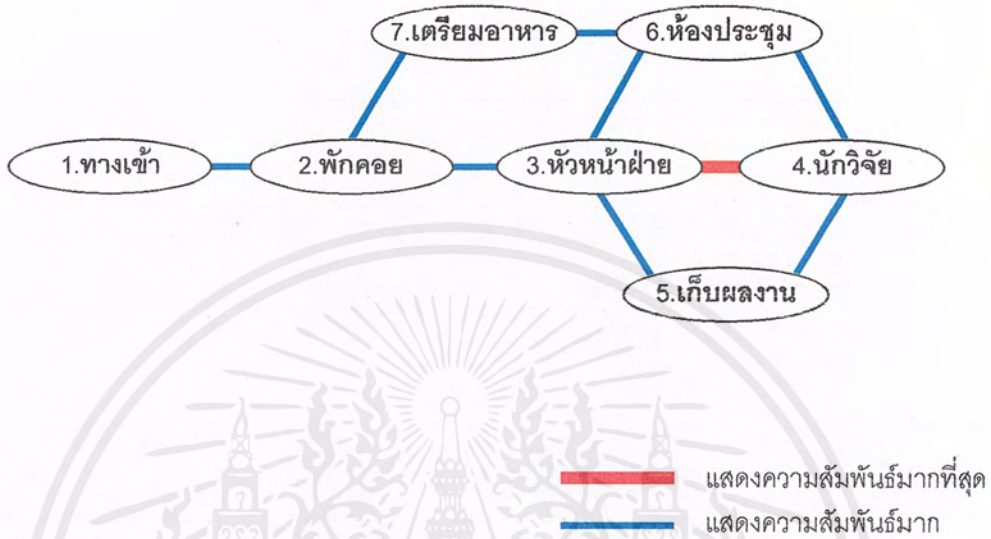 7.เตรียมอาหาร 6.ห้องประชุม
1.ทางเข้า 2.พักคอย 3.หัวหน้าฝ่าย 4.นักวิจัย
5.เก็บผลงาน
แสดงความสัมพันธ์มากที่สุด
แสดงความสัมพันธ์มาก